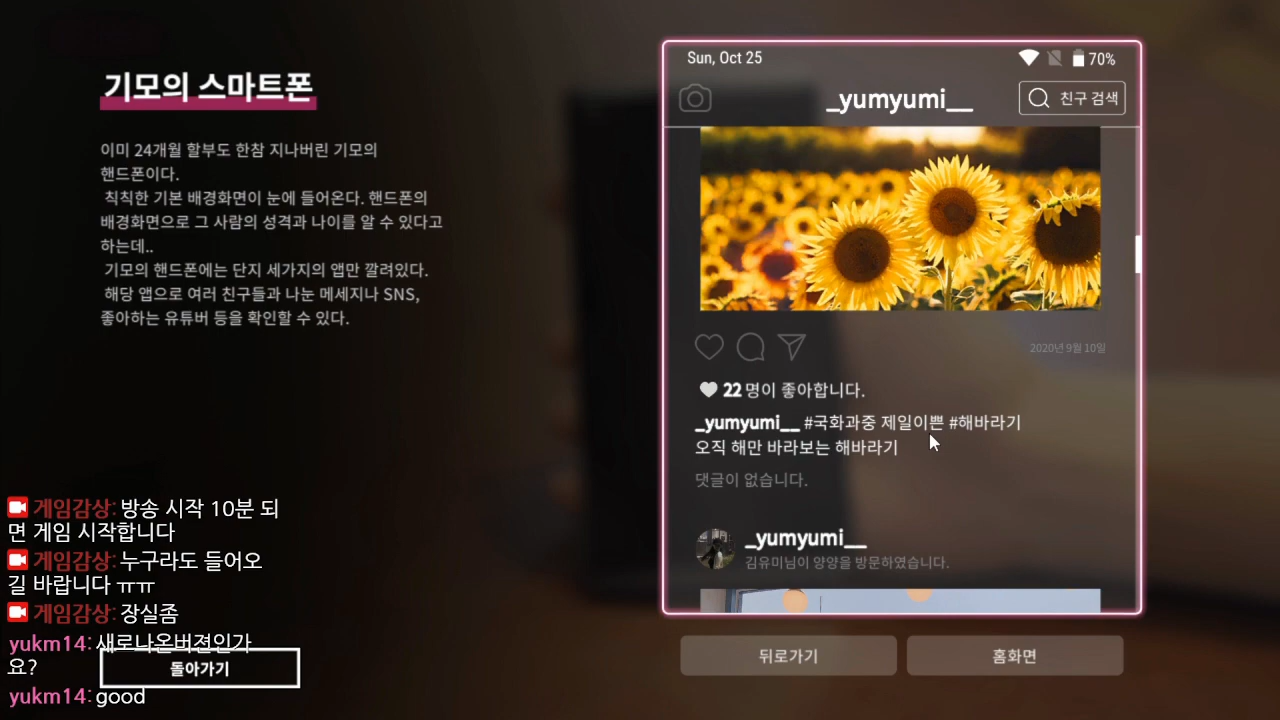 기모의 스마트폰
이미 24개월 할부도 한참 지나버린 기모의
핸드폰이다.
칙칙한 기본 배경화면이 눈에 들어온다. 핸드폰의
배경화면으로 그 사람의 성격과 나이를 알 수 있다고
하는데..
기모의 핸드폰에는 단지 세가지의 앱만 깔려있다.
해당 앱으로 여러 친구들과 나눈 메세지나 SNS,
좋아하는 유튜버 등을 확인할 수 있다.
게임감상: 방송 시작 10분 되
면 게임 시작합니다
게임감상: 누구라도 들어오
길 바랍니다 ㅠㅠ
게임감상: 장실좀
yukm14: 새로나온버젼인가
요?
돌아가기
yukm14: good
Sun, Oct 25
70%
_yumyumi__
친구 검색
2020년 9월 10일
22명이 좋아합니다.
_yumyumi__ #국화과중 제일이쁜 #해바라기
오직 해만 바라보는 해바라기
댓글이 없습니다.
_yumyumi__
김유미님이 양양을 방문하였습니다.
뒤로가기
홈화면